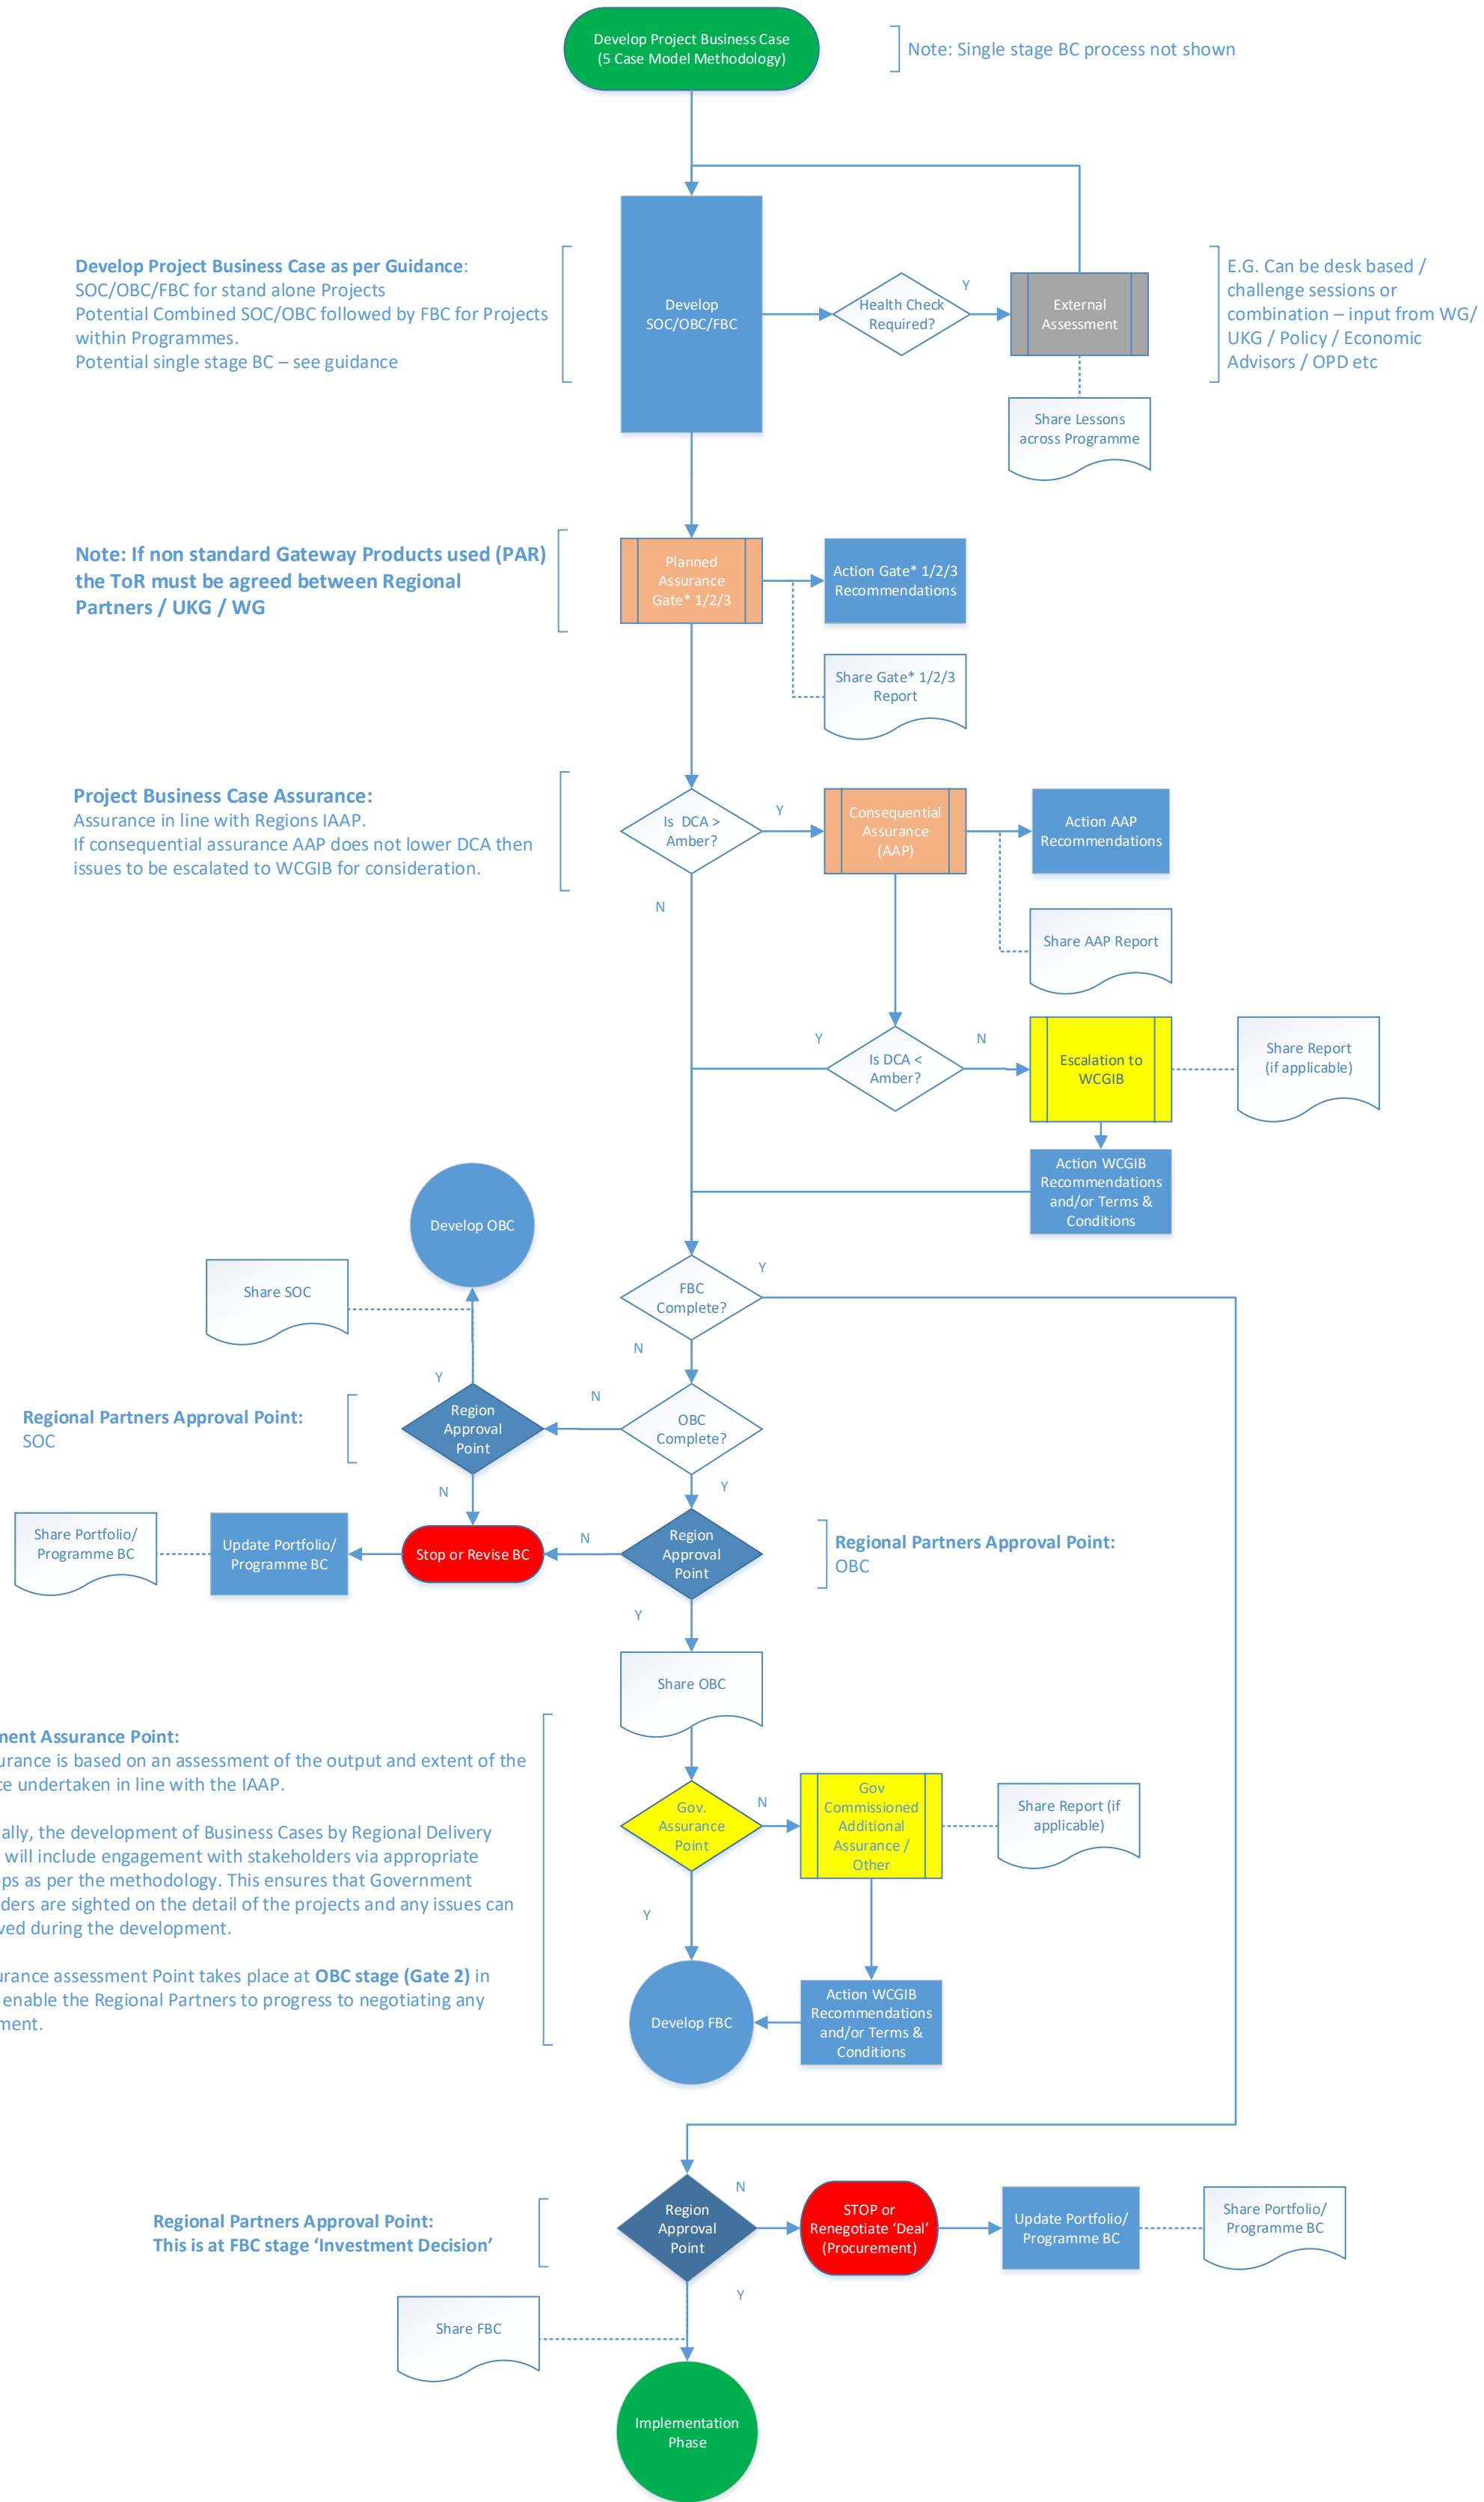 Develop Project Business Case
(5 Case Model Methodology)
Note: Single stage BC process not shown
Develop Project Business Case as per Guidance:
SOC/OBC/FBC for stand alone Projects
Potential Combined SOC/OBC followed by FBC for Projects
within Programmes.
Potential single stage BC – see guidance
Develop
SOC/OBC/FBC
Health Check
Required?
Y
External
Assessment
E.G. Can be desk based /
challenge sessions or
combination – input from WG/
UKG / Policy / Economic
Advisors / OPD etc
Share Lessons
across Programme
Note: If non standard Gateway Products used (PAR)
the ToR must be agreed between Regional
Partners / UKG / WG
Planned
Assurance
Gate* 1/2/3
Action Gate* 1/2/3
Recommendations
Share Gate* 1/2/3
Report
Project Business Case Assurance:
Assurance in line with Regions IAAP.
If consequential assurance AAP does not lower DCA then
issues to be escalated to WCGIB for consideration.
Is DCA >
Amber?
Y
N
Consequential
Assurance
(AAP)
Action AAP
Recommendations
Share AAP Report
Y
Is DCA <
Amber?
N
Escalation to
WCGIB
Share Report
(if applicable)
Action WCGIB
Recommendations
and/or Terms &
Conditions
Develop OBC
Share SOC
FBC
Complete?
Y
N
Y
N
Regional Partners Approval Point:
SOC
Region
Approval
Point
OBC
Complete?
N
Y
Share Portfolio/
Programme BC
Update Portfolio/
Programme BC
Stop or Revise BC
N
Region
Approval
Point
Regional Partners Approval Point:
OBC
Y
Share OBC
ment Assurance Point:
urance is based on an assessment of the output and extent of the
ce undertaken in line with the IAAP.
ally, the development of Business Cases by Regional Delivery
will include engagement with stakeholders via appropriate
ps as per the methodology. This ensures that Government
ders are sighted on the detail of the projects and any issues can
ved during the development.
urance assessment Point takes place at OBC stage (Gate 2) in
enable the Regional Partners to progress to negotiating any
ment.
Gov.
Assurance
Point
N
Y
Gov
Commissioned
Additional
Assurance /
Other
Share Report (if
applicable)
Develop FBC
Action WCGIB
Recommendations
and/or Terms &
Conditions
Regional Partners Approval Point:
This is at FBC stage ‘Investment Decision’
Region
Approval
Point
N
STOP or
Renegotiate ‘Deal’
(Procurement)
Update Portfolio/
Programme BC
Share Portfolio/
Programme BC
Y
Share FBC
Implementation
Phase